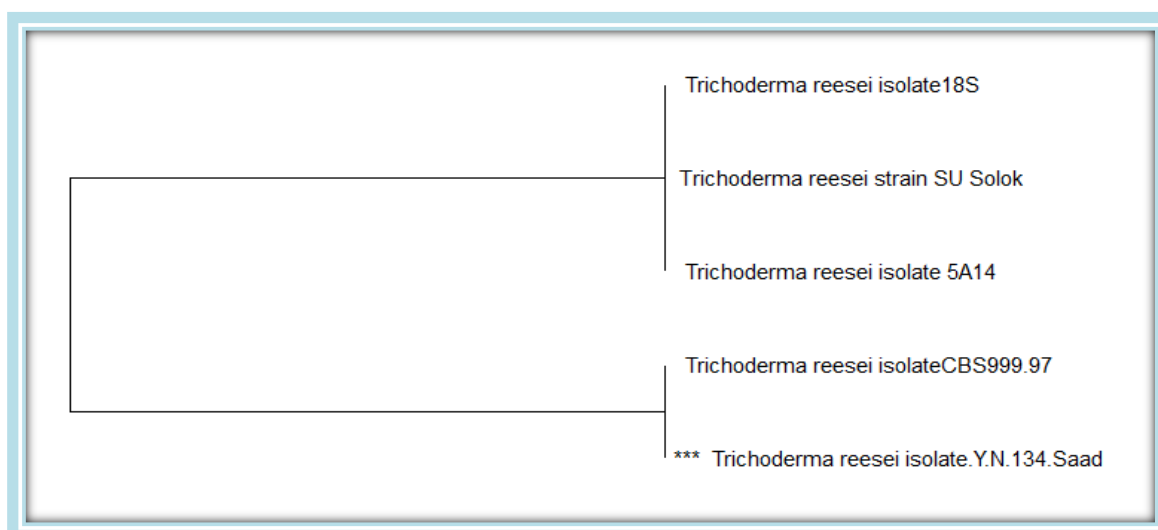 Trichoderma reesei isolate18S
Trichoderma reesei strain SU Solok
Trichoderma reesei isolate 5A14
Trichoderma reesei isolateCBS999.97
*** Trichoderma reesei isolate.Y.N.134.Saad